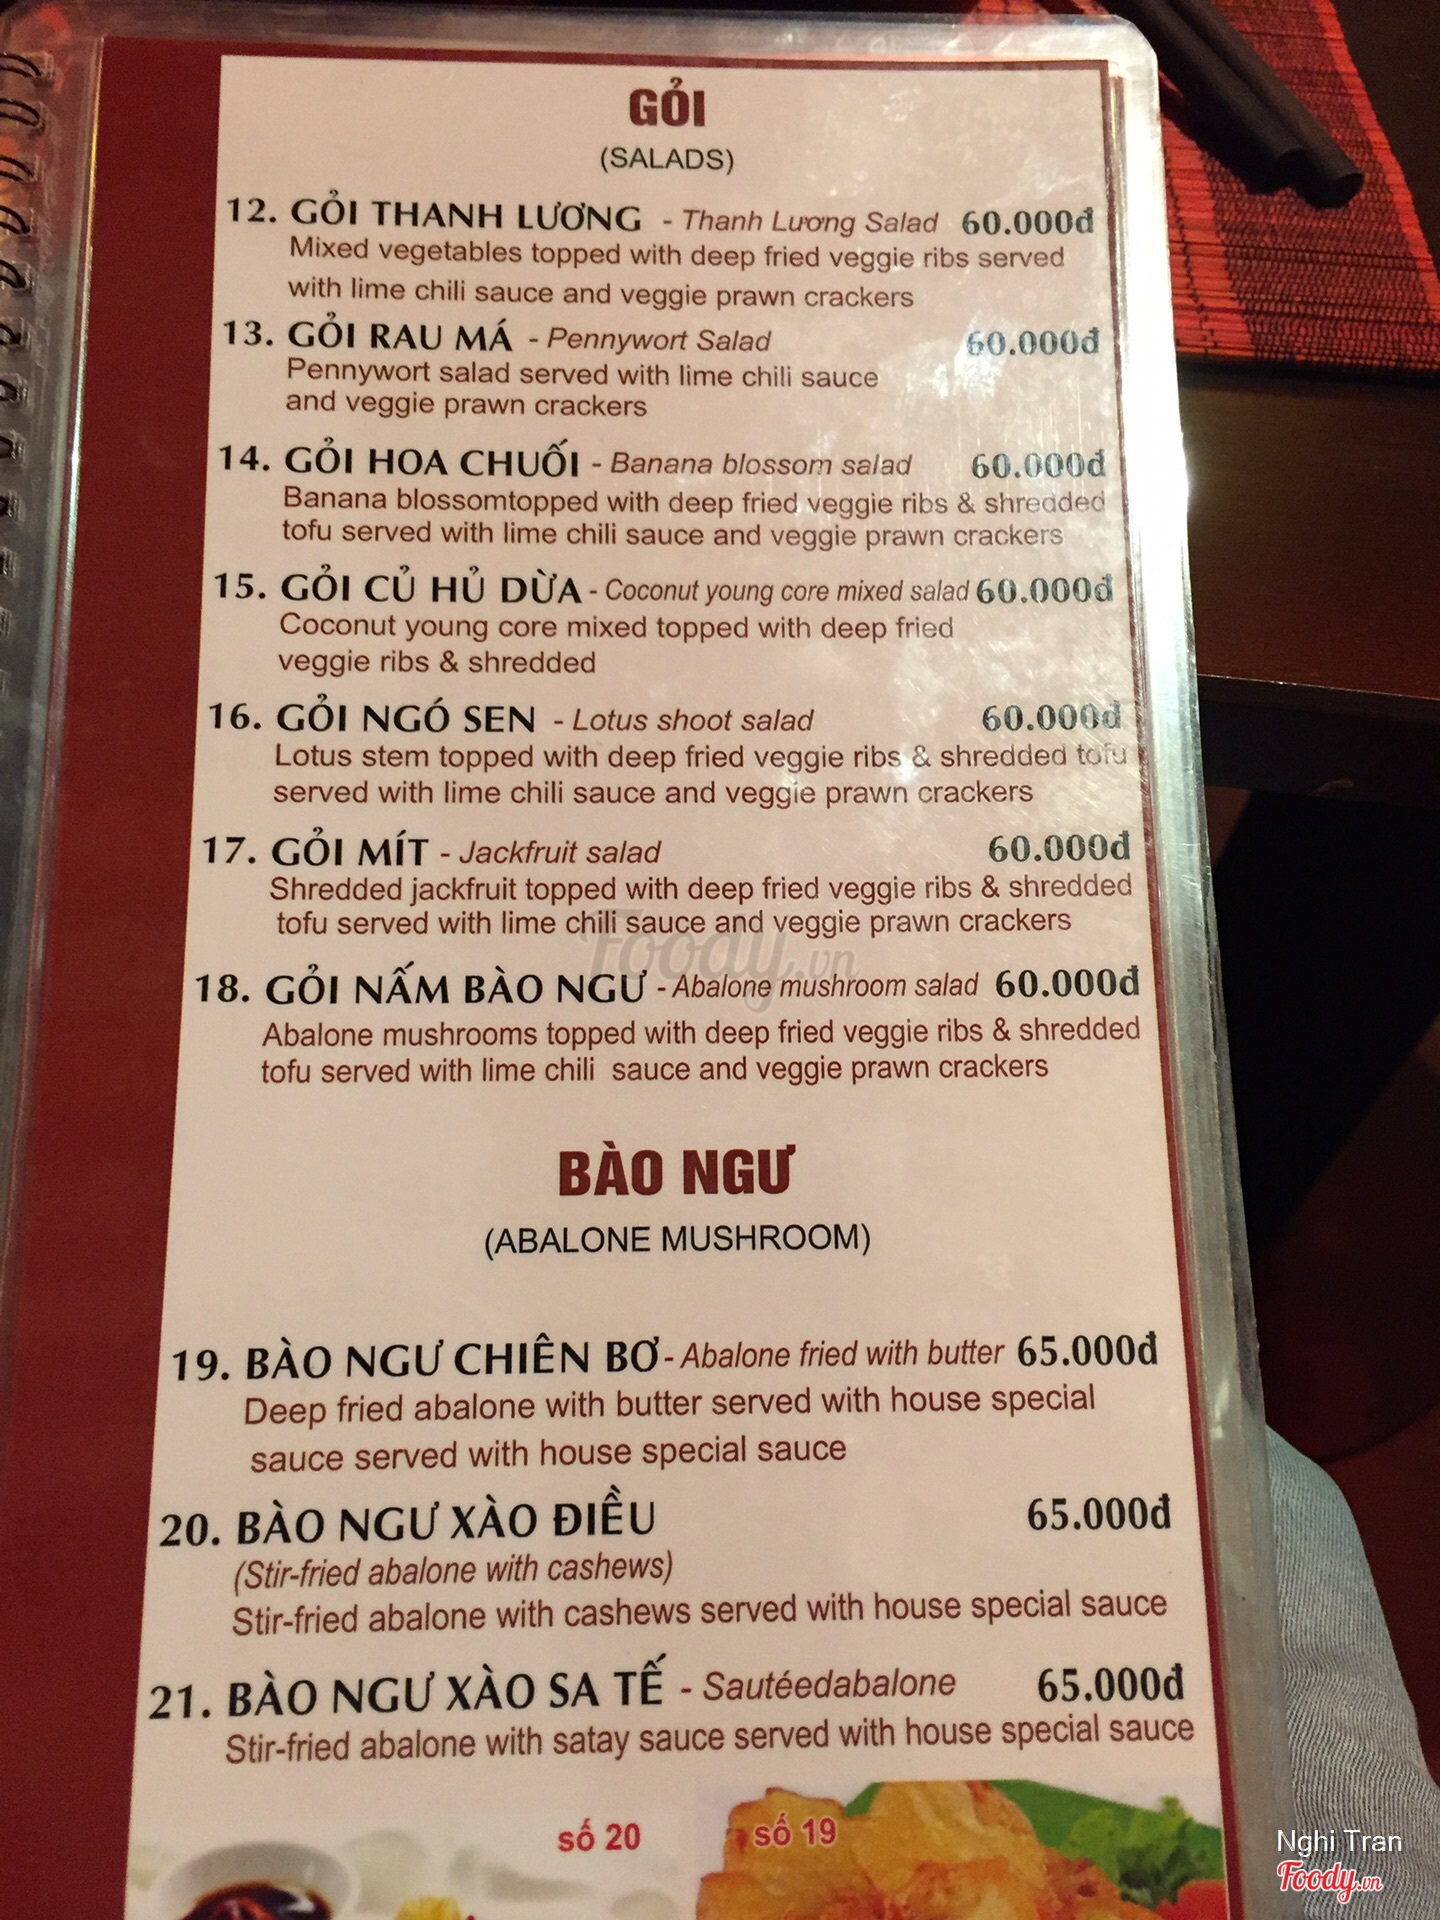 GỎI
(SALADS)
12. GỎI THANH LƯƠNG - Thanh Lương Salad 60.000đ
Mixed vegetables topped with deep fried veggie ribs served
with lime chili sauce and veggie prawn crackers
13. GỎI RAU MÁ - Pennywort Salad 60.000đ
Pennywort salad served with lime chili sauce
and veggie prawn crackers
14. GỎI HOA CHUỐI - Banana blossom salad 60.000đ
Banana blossomtopped with deep fried veggie ribs & shredded
tofu served with lime chili sauce and veggie prawn crackers
15. GỎI CỦ HỦ DỪA - Coconut young core mixed salad 60.000đ
Coconut young core mixed topped with deep fried
veggie ribs & shredded
16. GỎI NGÓ SEN - Lotus shoot salad 60.000đ
Lotus stem topped with deep fried veggie ribs & shredded tofu
served with lime chili sauce and veggie prawn crackers
17. GỎI MÍT - Jackfruit salad 60.000đ
Shredded jackfruit topped with deep fried veggie ribs & shredded
tofu served with lime chili sauce and veggie prawn crackers
Foody.vn
18. GỎI NẤM BÀO NGƯ - Abalone mushroom salad 60.000đ
Abalone mushrooms topped with deep fried veggie ribs & shredded
tofu served with lime chili sauce and veggie prawn crackers
BÀO NGƯ
(ABALONE MUSHROOM)
19. BÀO NGƯ CHIÊN BƠ - Abalone fried with butter 65.000đ
Deep fried abalone with butter served with house special
sauce served with house special sauce
20. BÀO NGƯ XÀO ĐIỀU 65.000đ
(Stir-fried abalone with cashews)
Stir-fried abalone with cashews served with house special sauce
21. BÀO NGƯ XÀO SA TẾ - Sautéedabalone 65.000đ
Stir-fried abalone with satay sauce served with house special sauce
số 20 số 19
Nghi Tran
Foody.vn